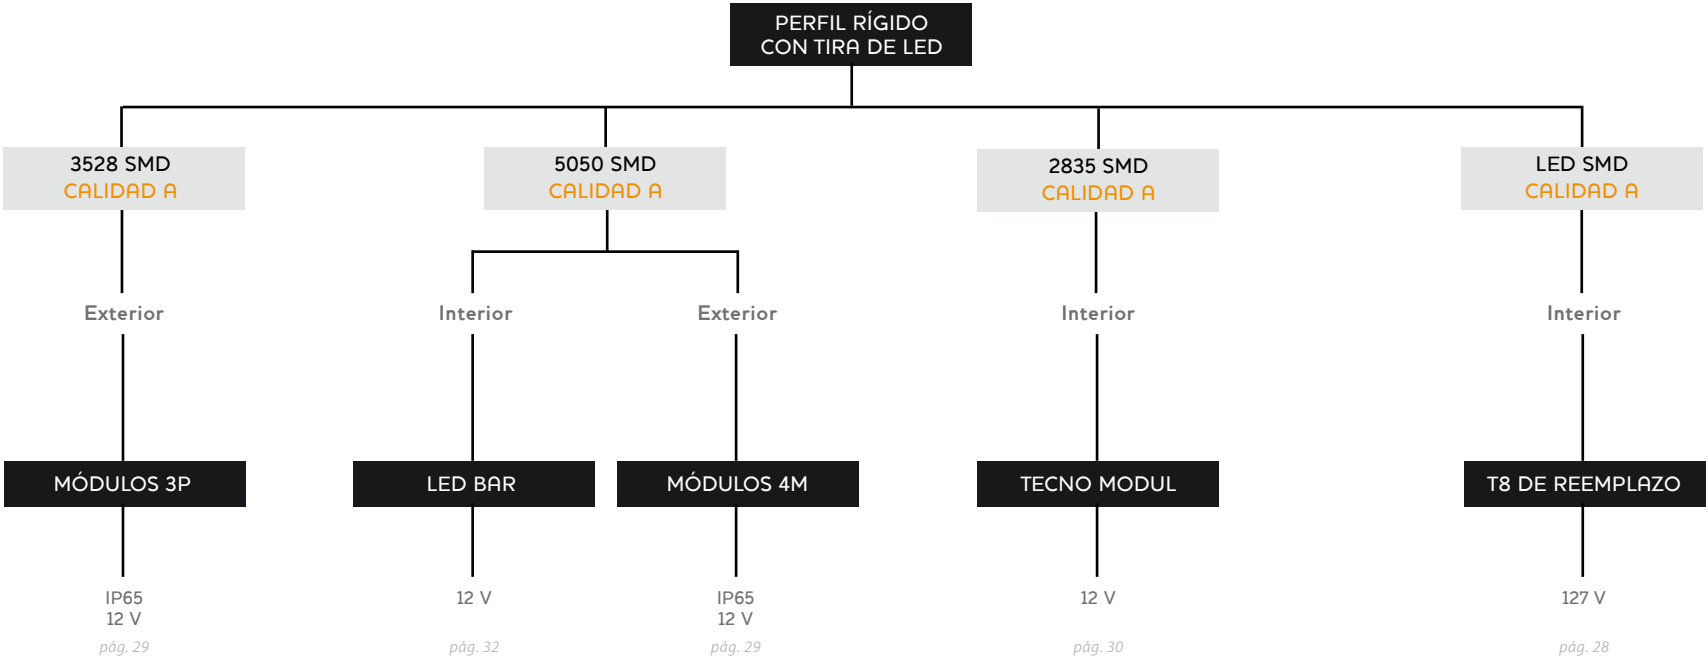 PERFIL RÍGIDO
CON TIRA DE LED
3528 SMD
CALIDAD A
5050 SMD
CALIDAD A
2835 SMD
CALIDAD A
LED SMD
CALIDAD A
Exterior
Interior
Exterior
Interior
Interior
MÓDULOS 3P
LED BAR
MÓDULOS 4M
TECNO MODUL
T8 DE REEMPLAZO
IP65
12 V
pág. 29
12 V
pág. 32
IP65
12 V
pág. 29
12 V
pág. 30
127 V
pág. 28